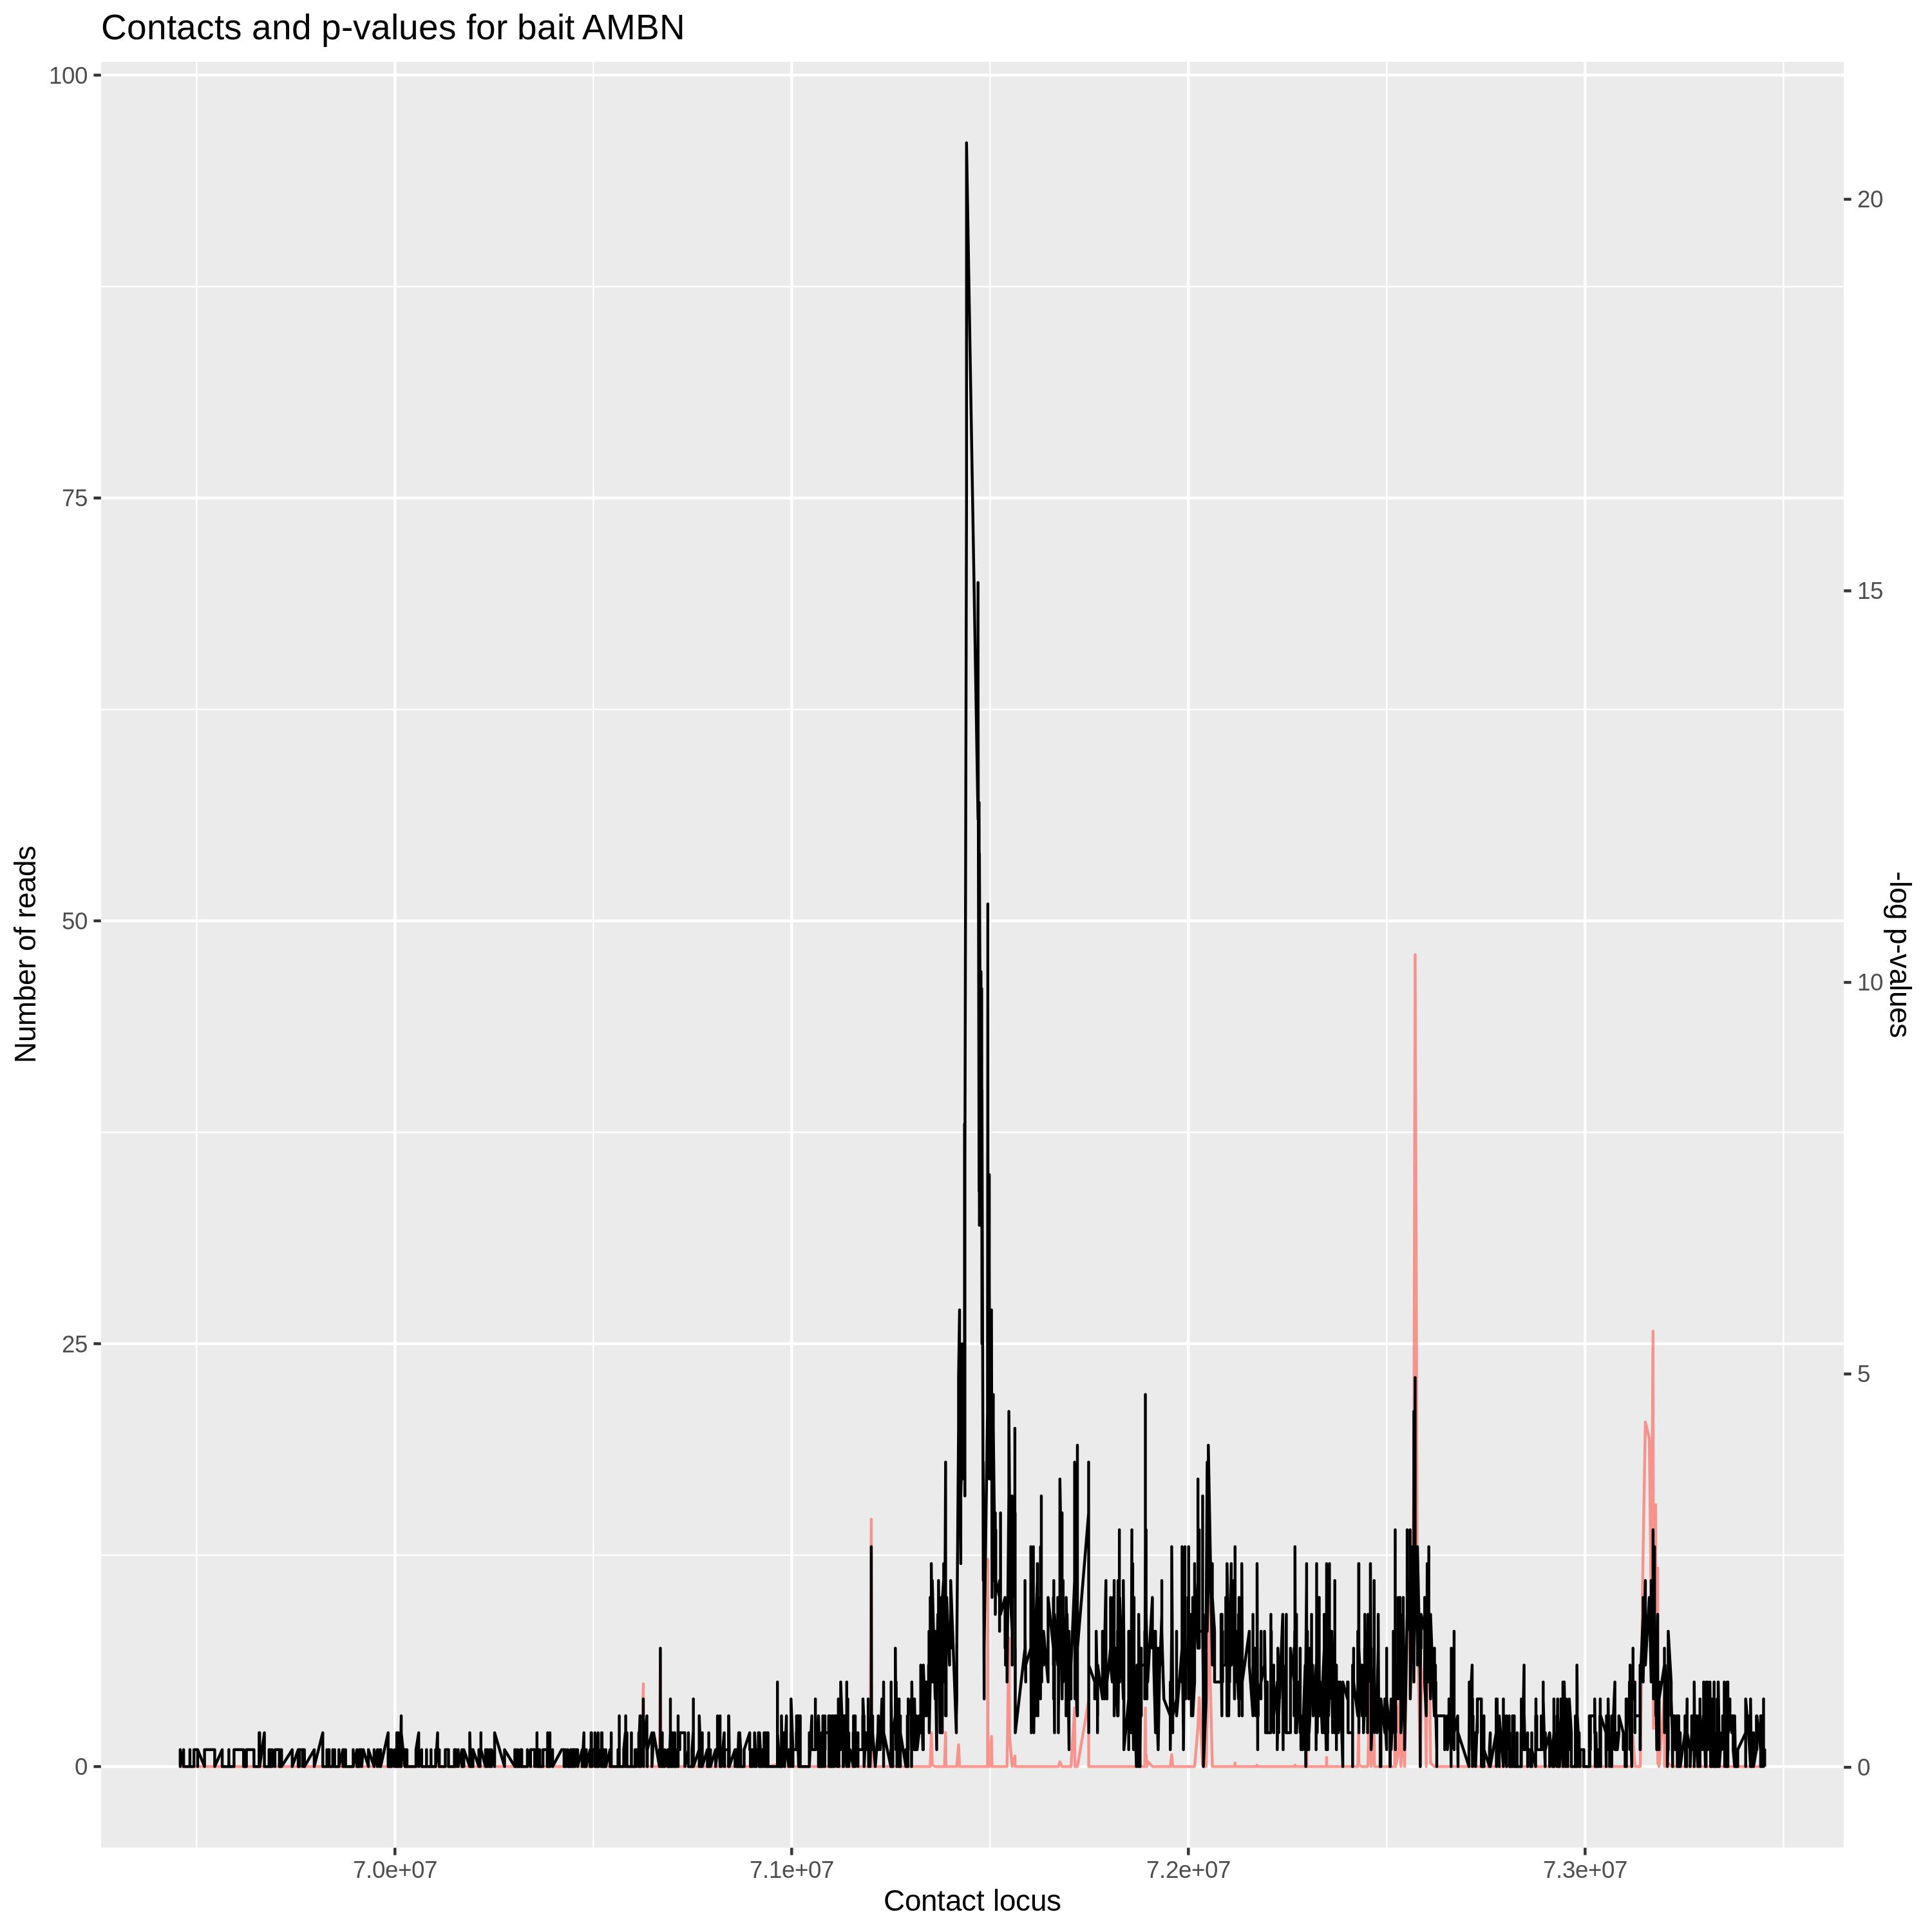 Contacts and p-values for bait AMBN
100
75
50
25
0
Number of reads
20
15
10
5
0
-log p-values
7.0e+07
7.1e+07
7.2e+07
7.3e+07
Contact locus